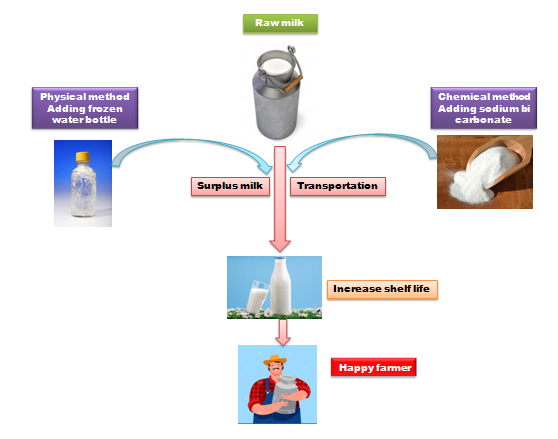 Raw milk
Physical method
Adding frozen
water bottle
Chemical method
Adding sodium bi
carbonate
Surplus milk
Transportation
Increase shelf life
Happy farmer